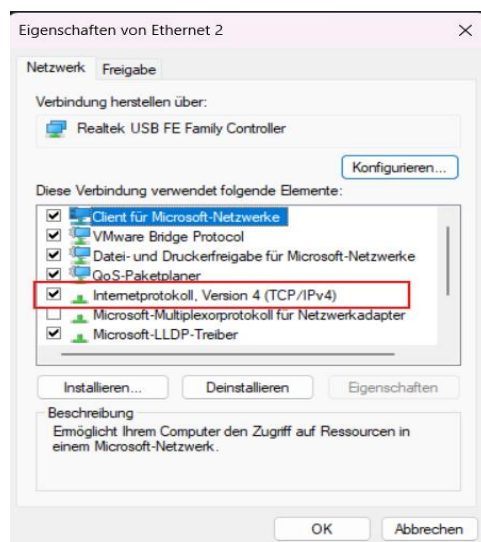 Eigenschaften von Ethernet 2
Netzwerk Freigabe
Verbindung herstellen über:
Realtek USB FE Family Controller
Konfigurieren...
Diese Verbindung verwendet folgende Elemente:
Client für Microsoft-Netzwerke
VMware Bridge Protocol
Datei- und Druckerfreigabe für Microsoft-Netzwerke
QoS-Paketplaner
Internetprotokoll, Version 4 (TCP/IPv4)
Microsoft-Multiplexorprotokoll für Netzwerkadapter
Microsoft-LLDP-Treiber
Installieren... Deinstallieren Eigenschaften
Beschreibung
Ermöglicht Ihrem Computer den Zugriff auf Ressourcen in
einem Microsoft-Netzwerk.
OK Abbrechen